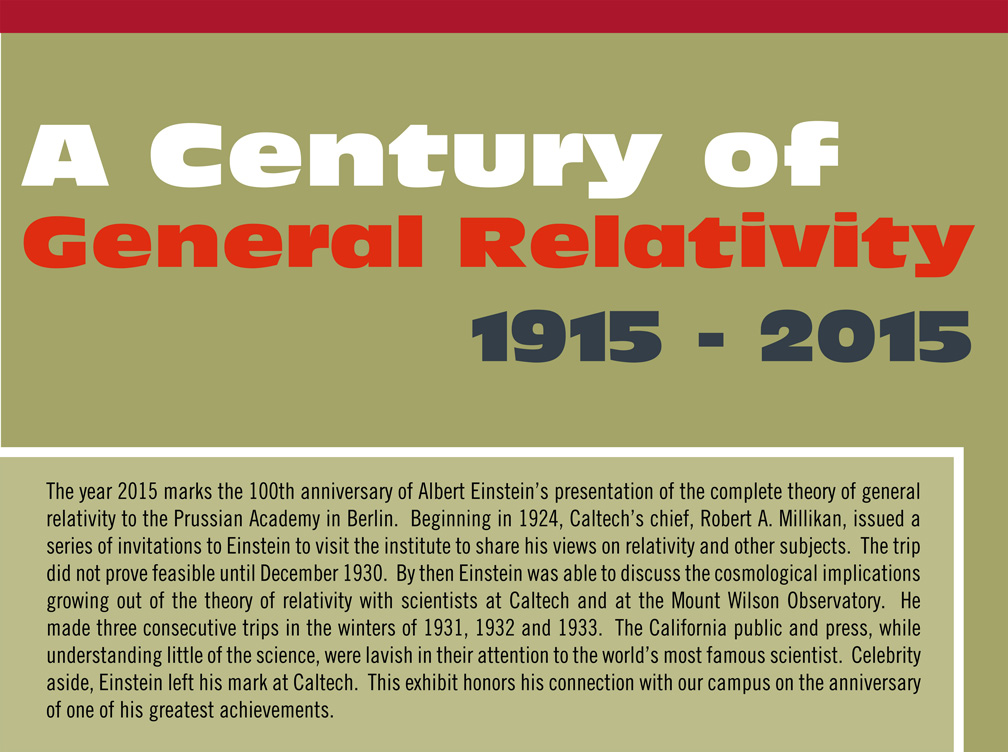 A Century of
General Relativity
1915 - 2015
The year 2015 marks the 100th anniversary of Albert Einstein’s presentation of the complete theory of general
relativity to the Prussian Academy in Berlin.  Beginning in 1924, Caltech’s chief, Robert A. Millikan, issued a
series of invitations to Einstein to visit the institute to share his views on relativity and other subjects.  The trip
did not prove feasible until December 1930.  By then Einstein was able to discuss the cosmological implications
growing out of the theory of relativity with scientists at Caltech and at the Mount Wilson Observatory.  He
made three consecutive trips in the winters of 1931, 1932 and 1933.  The California public and press, while
understanding little of the science, were lavish in their attention to the world’s most famous scientist.  Celebrity
aside, Einstein left his mark at Caltech.  This exhibit honors his connection with our campus on the anniversary
of one of his greatest achievements.